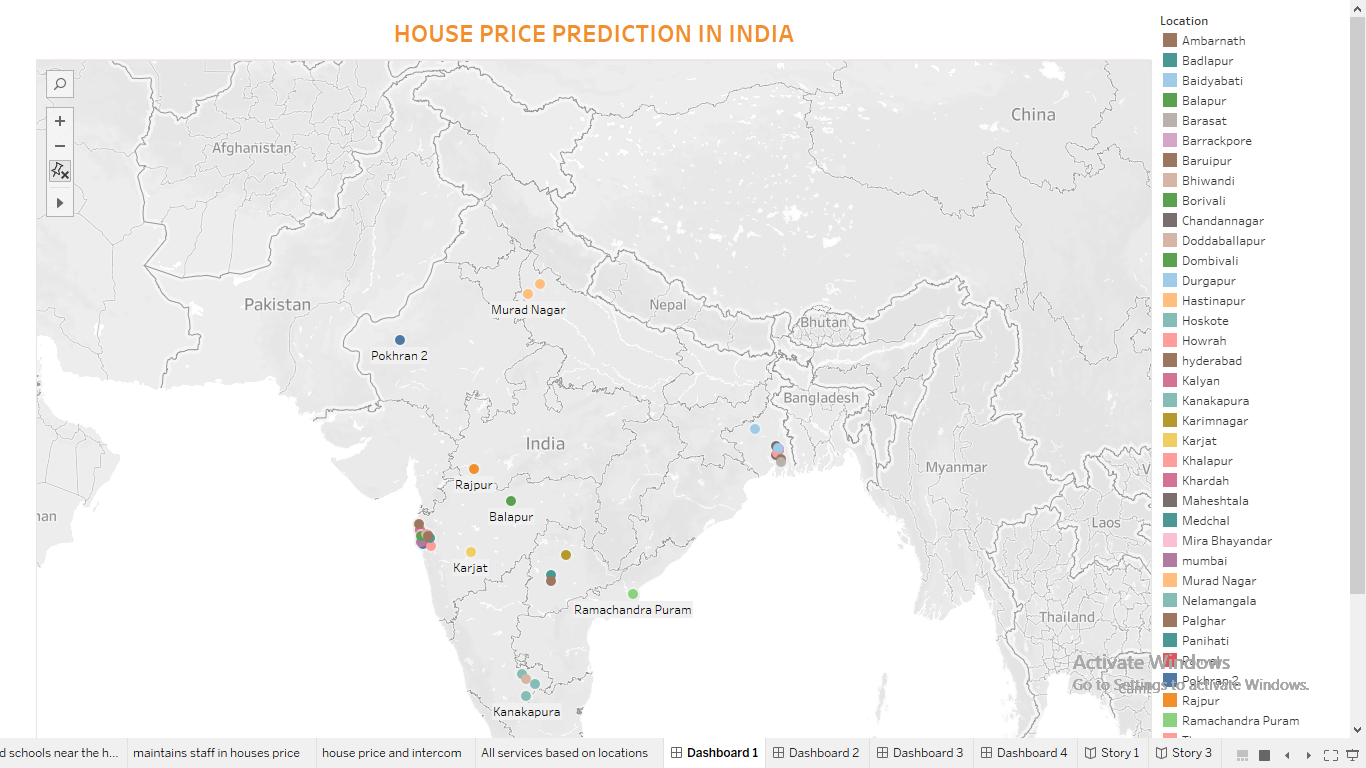 HOUSE PRICE PREDICTION IN INDIA
China
Afghanistan
Pakistan
Nepal
Murad Nagar
Bhutan
Pokhran 2
Bangladesh
India
Myanmar
Rajpur
Balapur
Laos
Karjat
Ramachandra Puram
Thailand
Kanakapura
Location
Ambarnath
Badlapur
Baidyabati
Balapur
Barasat
Barrackpore
Baruipur
Bhiwandi
Borivali
Chandannagar
Doddaballapur
Dombivali
Durgapur
Hastinapur
Hoskote
Howrah
hyderabad
Kalyan
Kanakapura
Karimnagar
Karjat
Khalapur
Khardah
Maheshtala
Medchal
Mira Bhayandar
mumbai
Murad Nagar
Nelamangala
Palghar
Panihati
Pokhran 2
Rajpur
Ramachandra Puram
Activate Windows
Go to Settings to activate Windows.
d schools near the h...
maintains staff in houses price
house price and intercom
All services based on locations
Dashboard 1
Dashboard 2
Dashboard 3
Dashboard 4
Story 1
Story 3